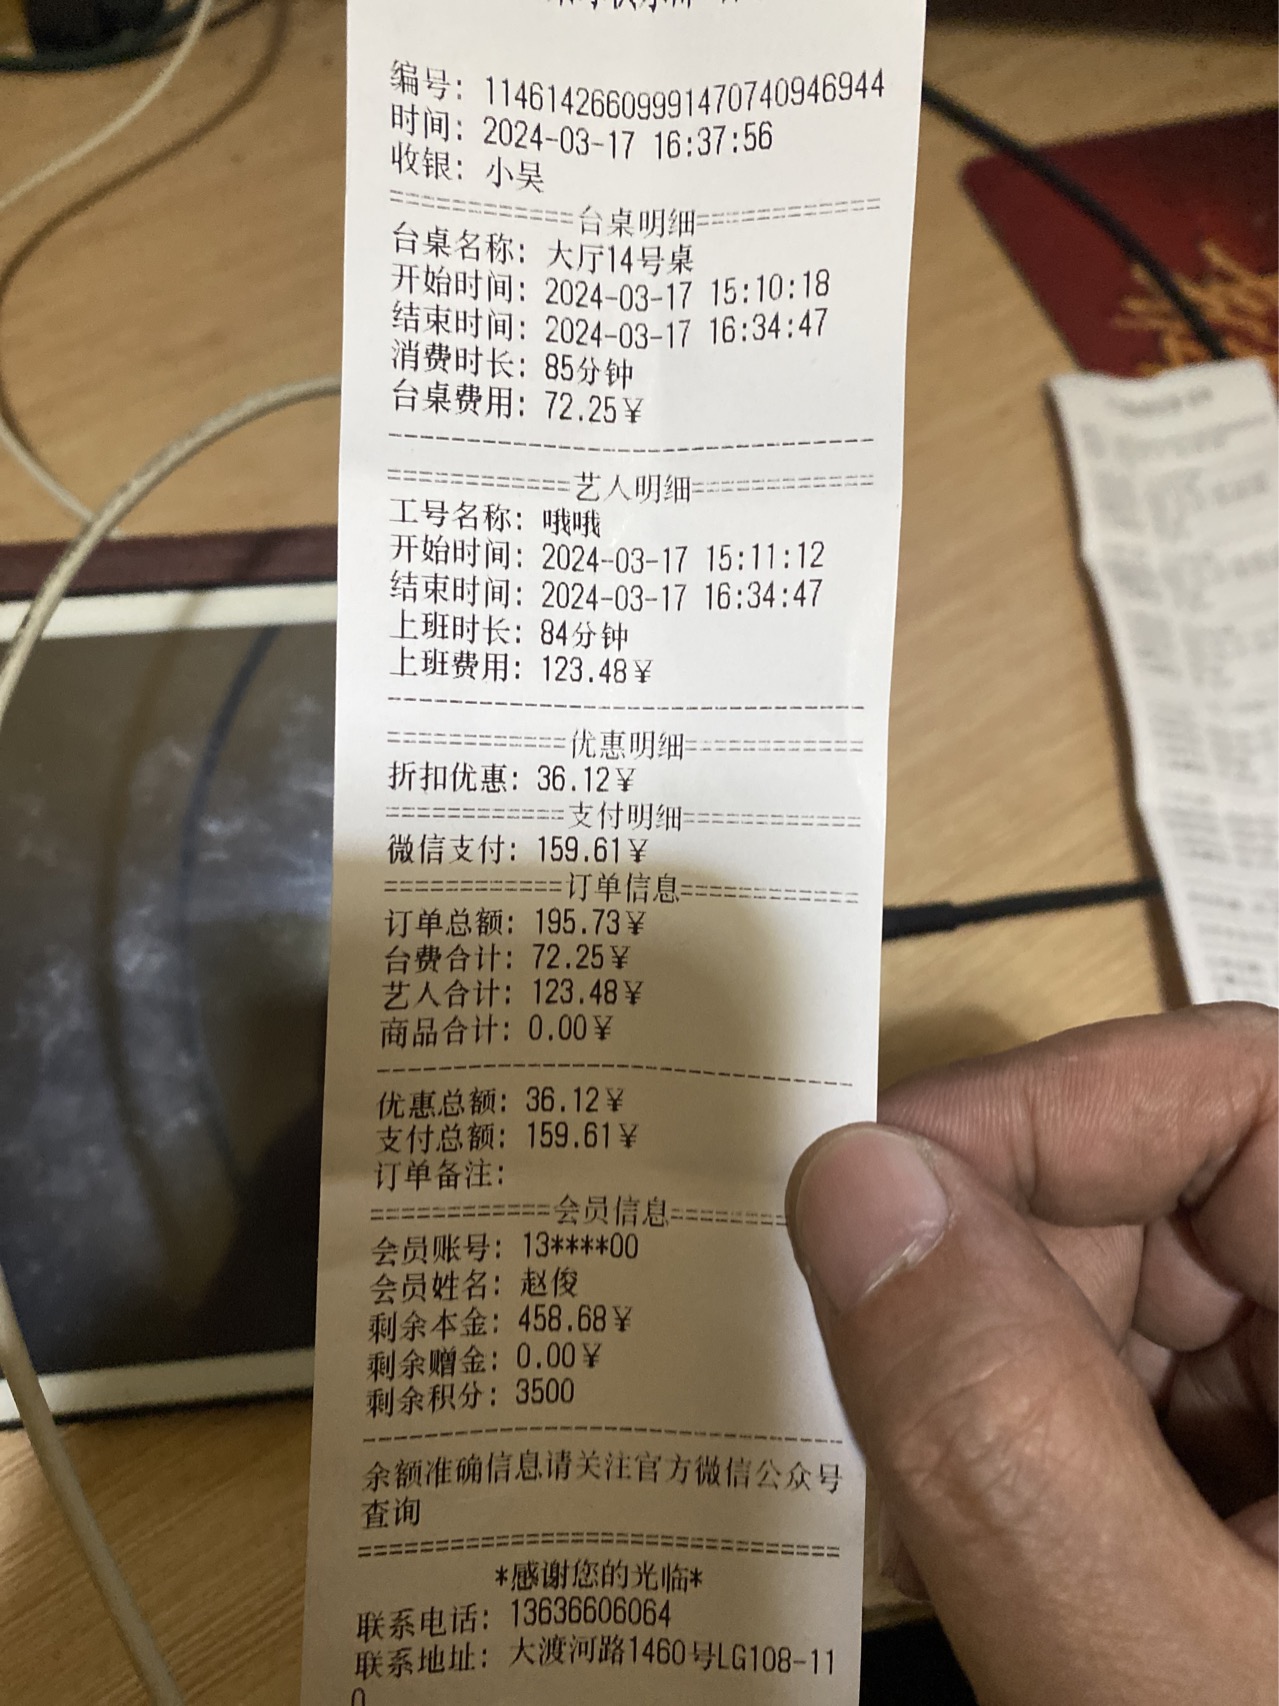 编号: 1146142660999147074​0946944
时间: 2024-03-17 16:37:56
收银: 小吴
============台桌明细============
台桌名称: 大厅14号桌
开始时间: 2024-03-17 15:10:18
结束时间: 2024-03-17 16:34:47
消费时长: 85分钟
台桌费用: 72.25¥
--------------------------------
============艺人明细============
工号名称: 哦哦
开始时间: 2024-03-17 15:11:12
结束时间: 2024-03-17 16:34:47
上班时长: 84分钟
上班费用: 123.48¥
--------------------------------
============优惠明细============
折扣优惠: 36.12¥
============支付明细============
微信支付: 159.61¥
============订单信息============
订单总额: 195.73¥
台费合计: 72.25¥
艺人合计: 123.48¥
商品合计: 0.00¥
--------------------------------
优惠总额: 36.12¥
支付总额: 159.61¥
订单备注:
============会员信息========
会员账号: 13****00
会员姓名: 赵俊
剩余本金: 458.68¥
剩余赠金: 0.00¥
剩余积分: 3500
--------------------------------
余额准确信息请关注官方微信公众号
查询
================================
*感谢您的光临*
联系电话: 13636606064
联系地址: 大渡河路1460号LG108-11
0